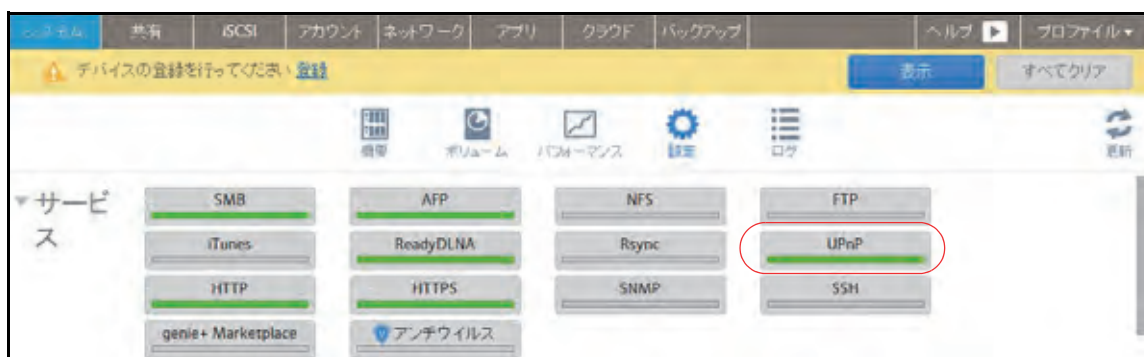 システム 共有 iSCSI アカウント ネットワーク アプリ クラウド バックアップ ヘルプ プロファイル
デバイスの登録を行ってください 登録 表示 すべてクリア
概要 ボリューム パフォーマンス 設定 ログ 更新
サービス
SMB AFP NFS FTP
iTunes ReadyDLNA Rsync UPnP
HTTP HTTPS SNMP SSH
genie+ Marketplace アンチウイルス